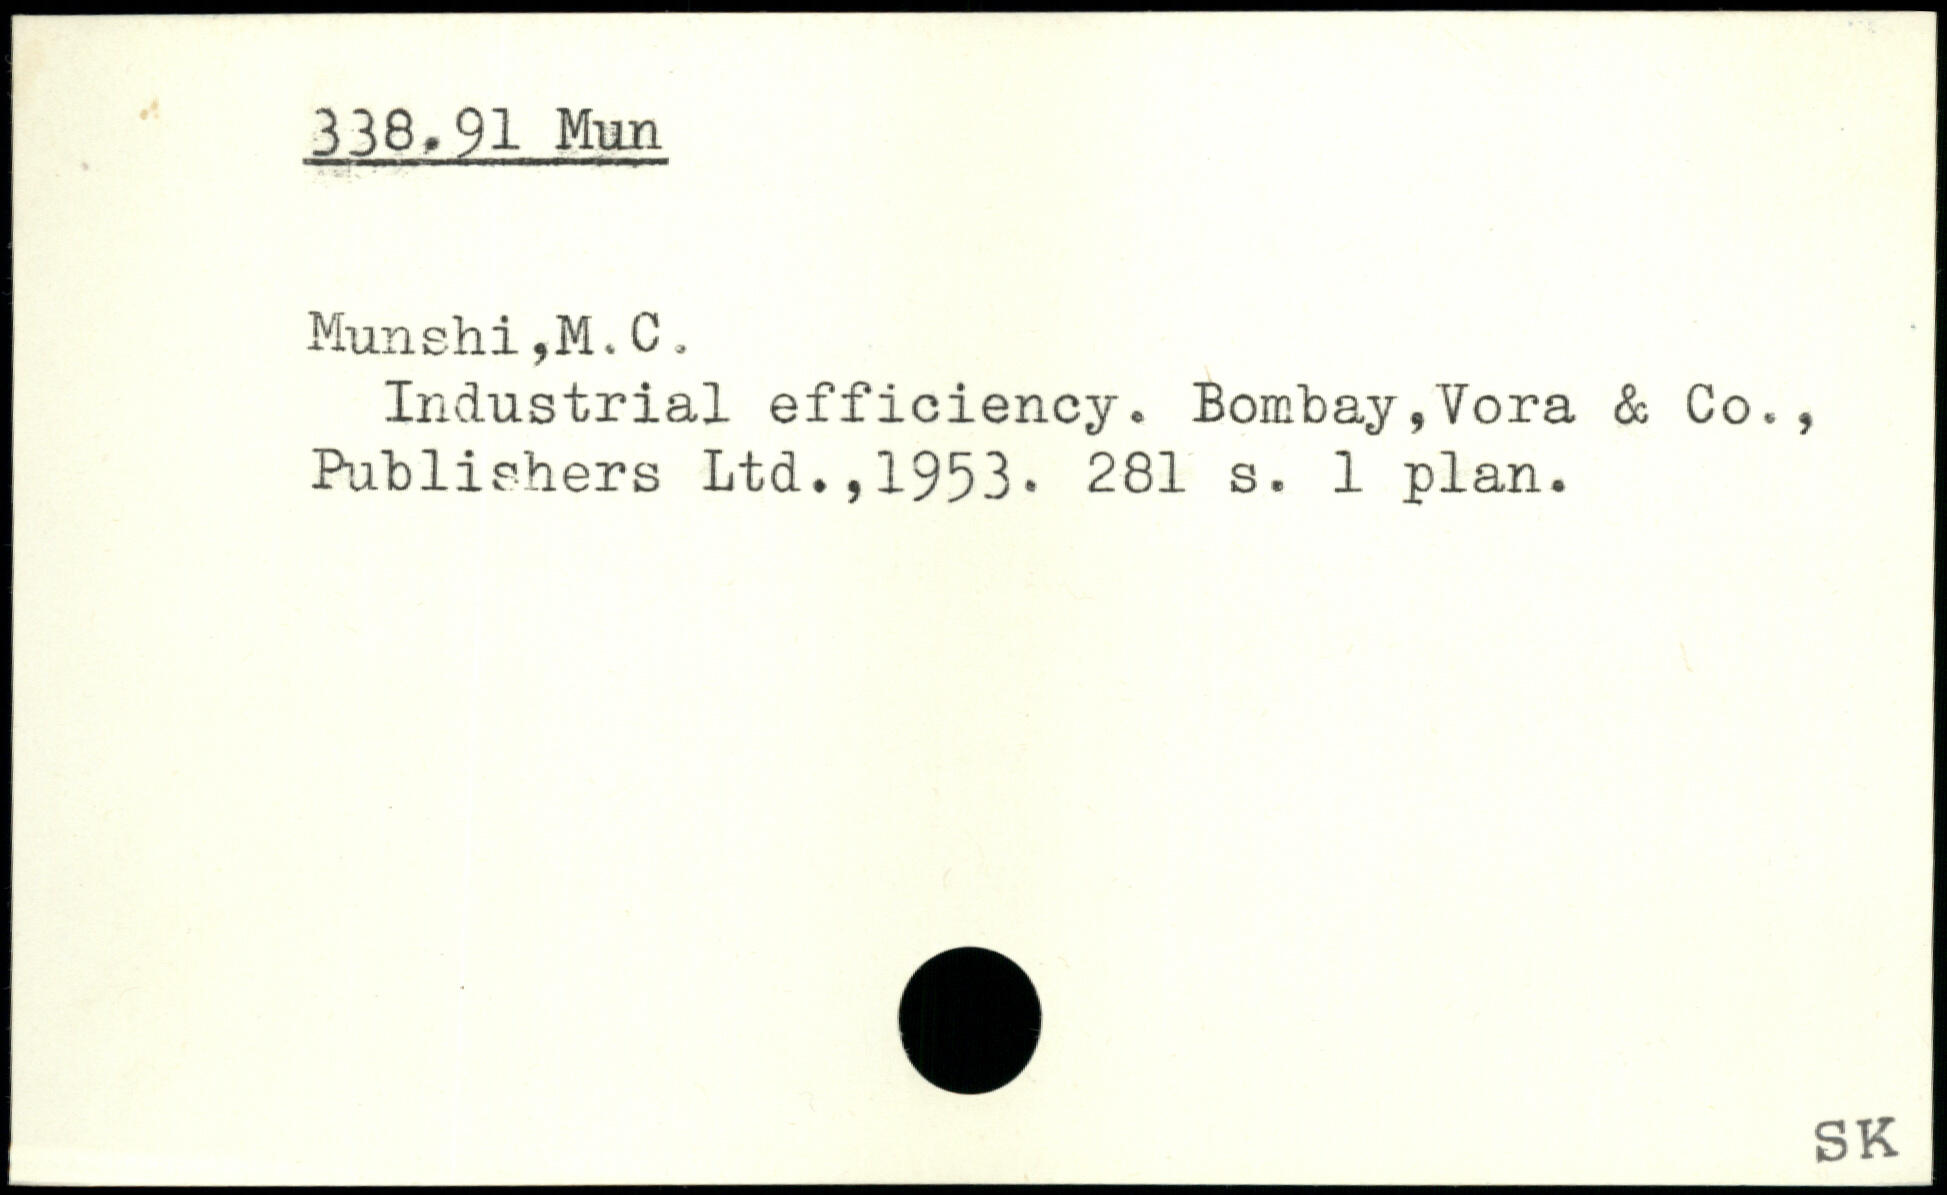 338.91 Mun
Munshi,M.C.
Industrial efficiency. Bombay,Vora & Co.,
Publishers Ltd.,1953. 281 s. 1 plan.
SK